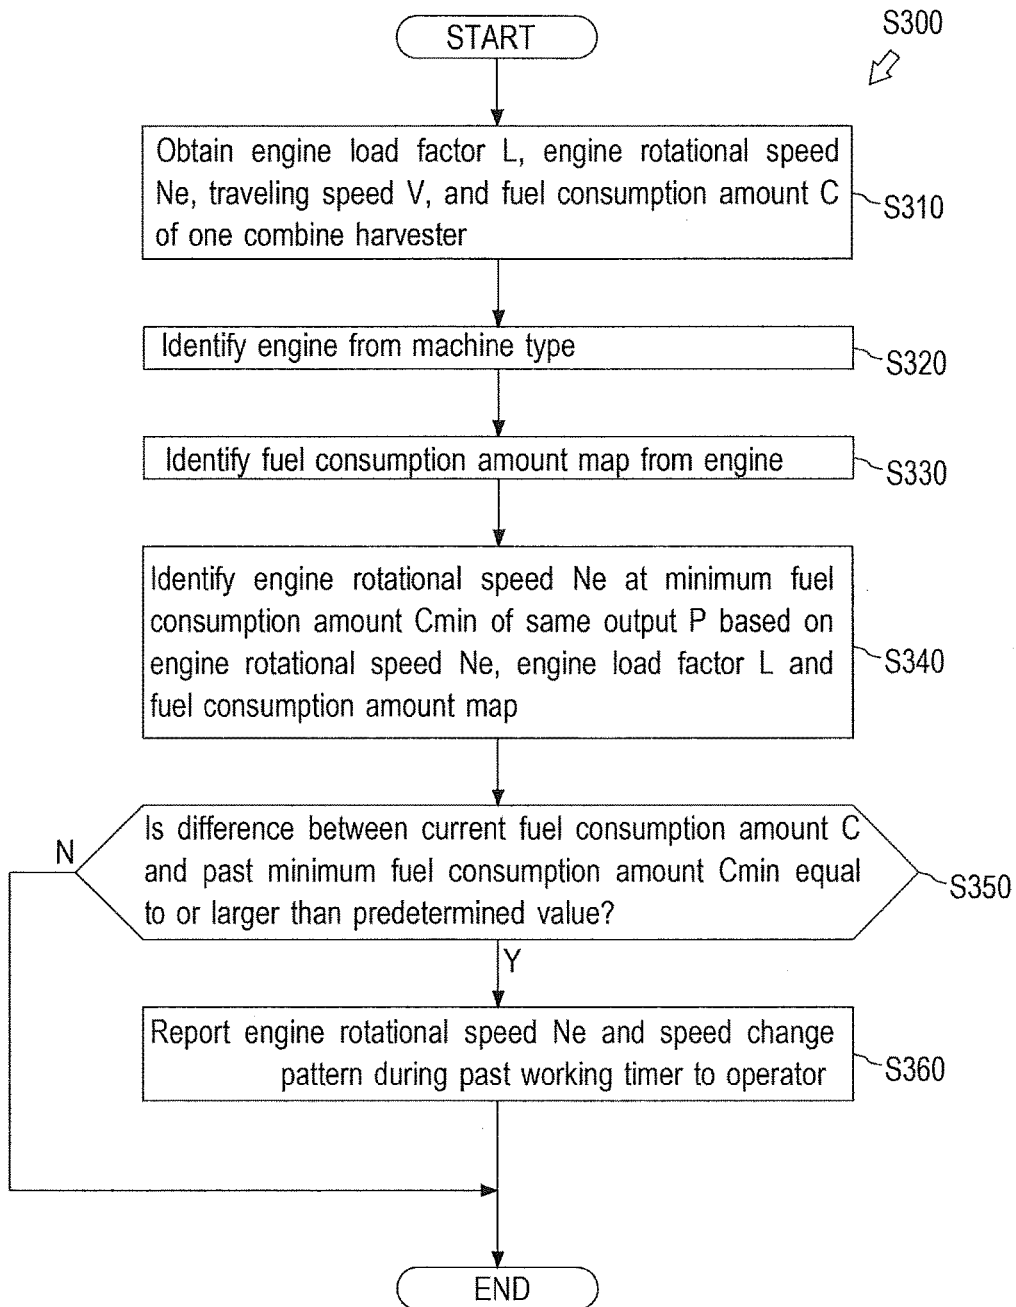 START
S300
Obtain engine load factor L, engine rotational speed
Ne, traveling speed V, and fuel consumption amount C
of one combine harvester
S310
Identify engine from machine type
S320
Identify fuel consumption amount map from engine
S330
Identify engine rotational speed Ne at minimum fuel
consumption amount Cmin of same output P based on
engine rotational speed Ne, engine load factor L and
fuel consumption amount map
S340
N
Is difference between current fuel consumption amount C
and past minimum fuel consumption amount Cmin equal
to or larger than predetermined value?
S350
Y
Report engine rotational speed Ne and speed change
pattern during past working timer to operator
S360
END